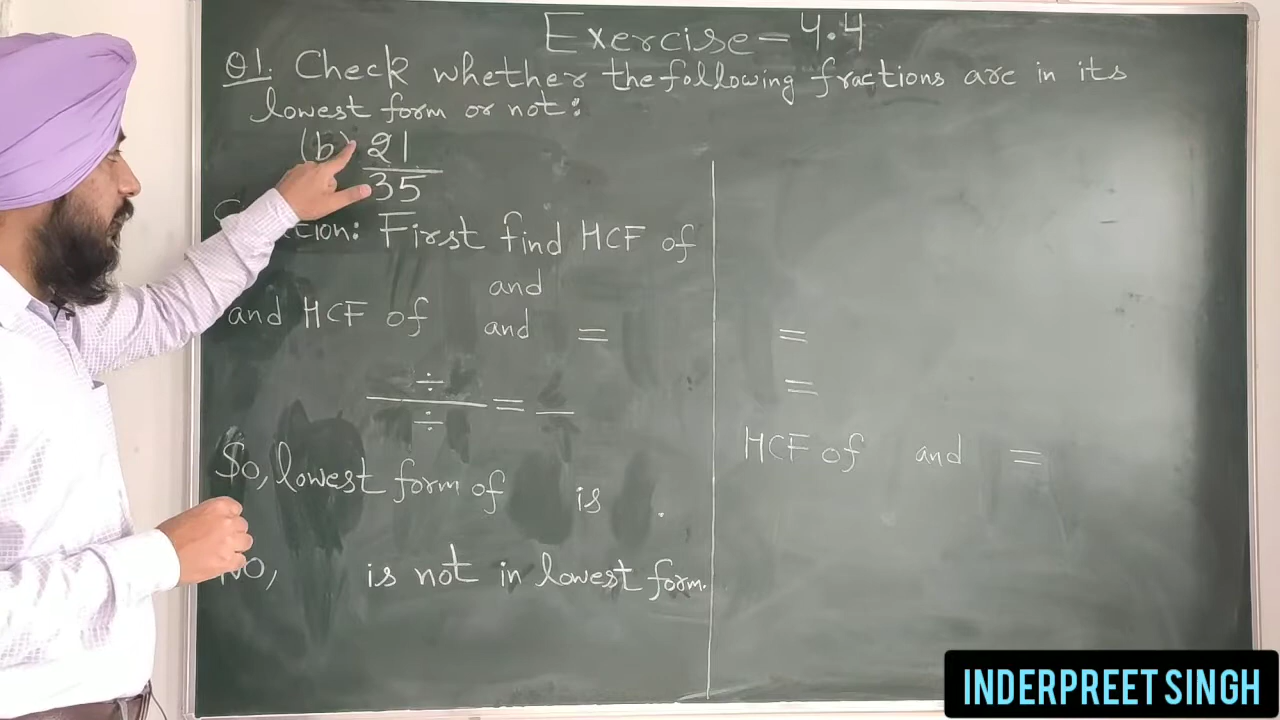 Exercise - 4.4
Q1. Check whether the following fractions are in its
lowest form or not:
(b) 21
35
First find HCF of
and
and HCF of and =
÷
÷ = —
So, lowest form of is .
No, is not in lowest form.
=
=
HCF of and =
INDERPREET SINGH